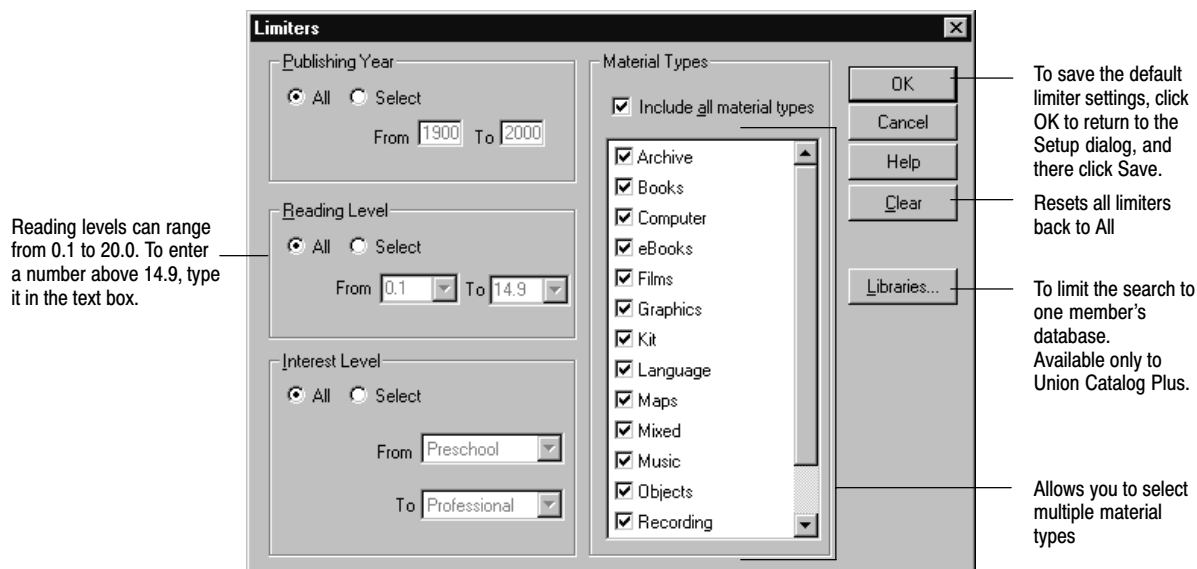 Limiters
Publishing Year
All Select
From 1900 To 2000
Reading Level
All Select
From 0.1 To 14.9
Interest Level
All Select
From Preschool
To Professional
Material Types
Include all material types
Archive
Books
Computer
eBooks
Films
Graphics
Kit
Language
Maps
Mixed
Music
Objects
Recording
OK
Cancel
Help
Clear
Libraries...
Reading levels can range
from 0.1 to 20.0. To enter
a number above 14.9, type
it in the text box.
To save the default
limiter settings, click
OK to return to the
Setup dialog, and
there click Save.
Resets all limiters
back to All
To limit the search to
one member's
database.
Available only to
Union Catalog Plus.
Allows you to select
multiple material
types